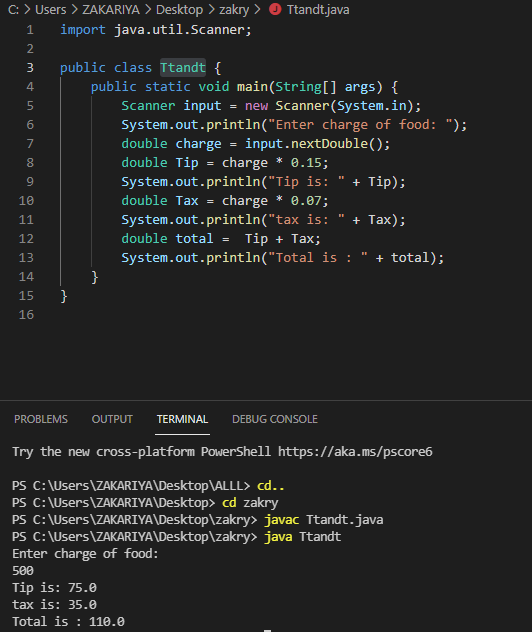 C: > Users > ZAKARIYA > Desktop > zakry > J Ttandt.java
1 import java.util.Scanner;
2
3 public class Ttandt {
4 public static void main(String[] args) {
5 Scanner input = new Scanner(System.in);
6 System.out.println("Enter charge of food: ");
7 double charge = input.nextDouble();
8 double Tip = charge * 0.15;
9 System.out.println("Tip is: " + Tip);
10 double Tax = charge * 0.07;
11 System.out.println("tax is: " + Tax);
12 double total =  Tip + Tax;
13 System.out.println("Total is : " + total);
14 }
15 }
16
PROBLEMS OUTPUT TERMINAL DEBUG CONSOLE
Try the new cross-platform PowerShell https://aka.ms/pscore6
PS C:\Users\ZAKARIYA\Desktop\ALLL> cd..
PS C:\Users\ZAKARIYA\Desktop> cd zakry
PS C:\Users\ZAKARIYA\Desktop\zakry> javac Ttandt.java
PS C:\Users\ZAKARIYA\Desktop\zakry> java Ttandt
Enter charge of food:
500
Tip is: 75.0
tax is: 35.0
Total is : 110.0